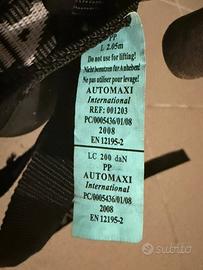 PP
L 2.05m
Do not use for lifting!
Nicht benutzen fur Anheben!
Ne pas utiliser pour levage!
AUTOMAXI
International
REF: 001203
PC/0005436/01/08
2008
EN 12195-2
LC 200 daN
PP
AUTOMAXI
International
PC/0005436/01/08
2008
EN 12195-2
subito